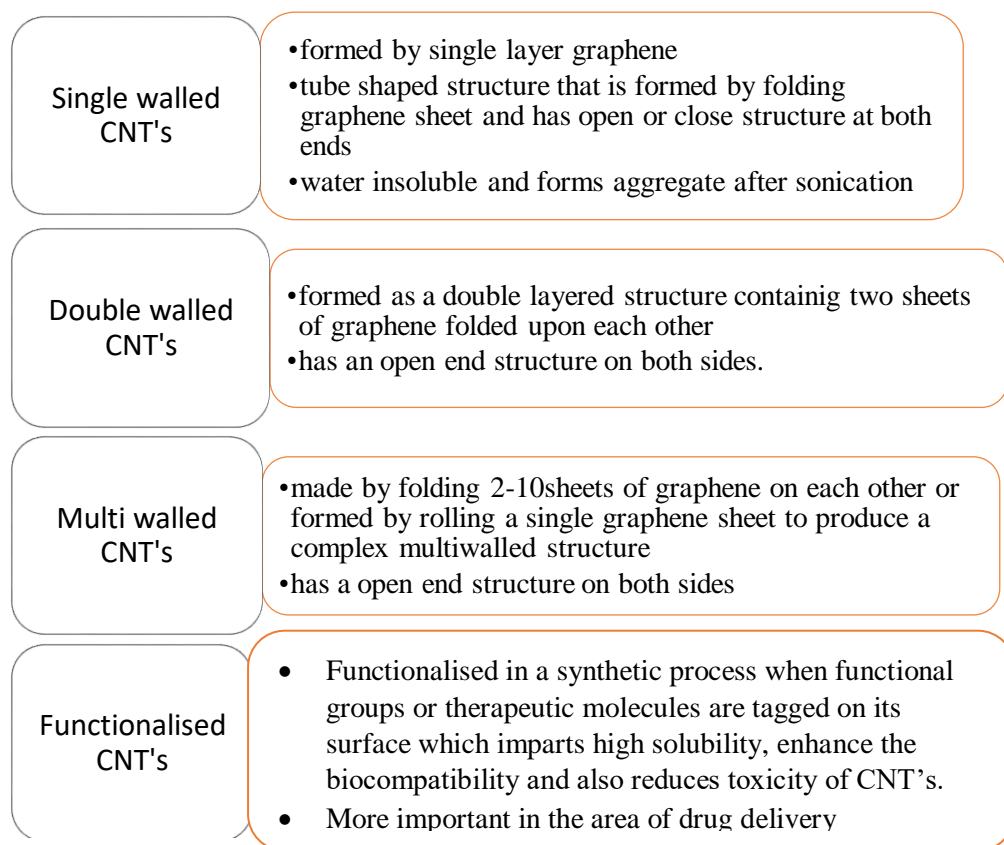 Single walled
CNT's
•formed by single layer graphene
•tube shaped structure that is formed by folding
graphene sheet and has open or close structure at both
ends
•water insoluble and forms aggregate after sonication
Double walled
CNT's
•formed as a double layered structure containig two sheets
of graphene folded upon each other
•has an open end structure on both sides.
Multi walled
CNT's
•made by folding 2-10sheets of graphene on each other or
formed by rolling a single graphene sheet to produce a
complex multiwalled structure
•has a open end structure on both sides
Functionalised
CNT's
• Functionalised in a synthetic process when functional
groups or therapeutic molecules are tagged on its
surface which imparts high solubility, enhance the
biocompatibility and also reduces toxicity of CNT’s.
• More important in the area of drug delivery